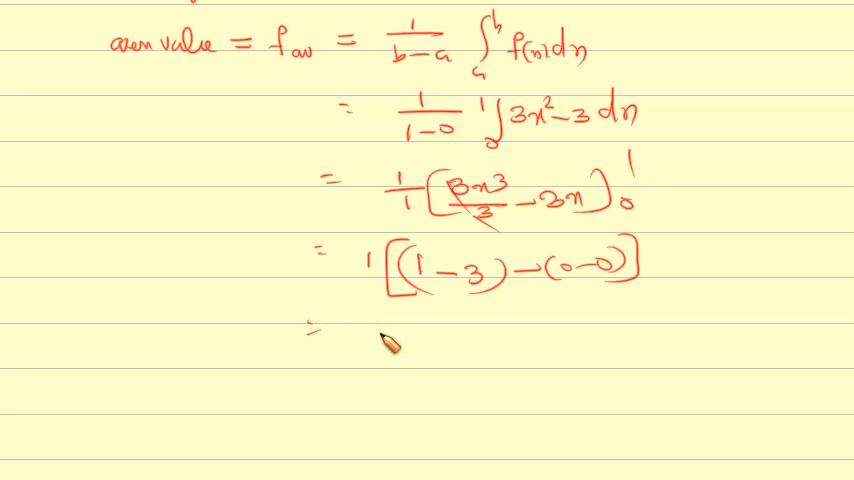 aven value = f_av = 1/(b-a) ∫_a^b f(x) dx
= 1/(1-0) ∫_0^1 3x² - 3 dx
= 1/1 [3x3/3 - 3x]_0^1
= 1 [(1-3) - (0-0)]
=